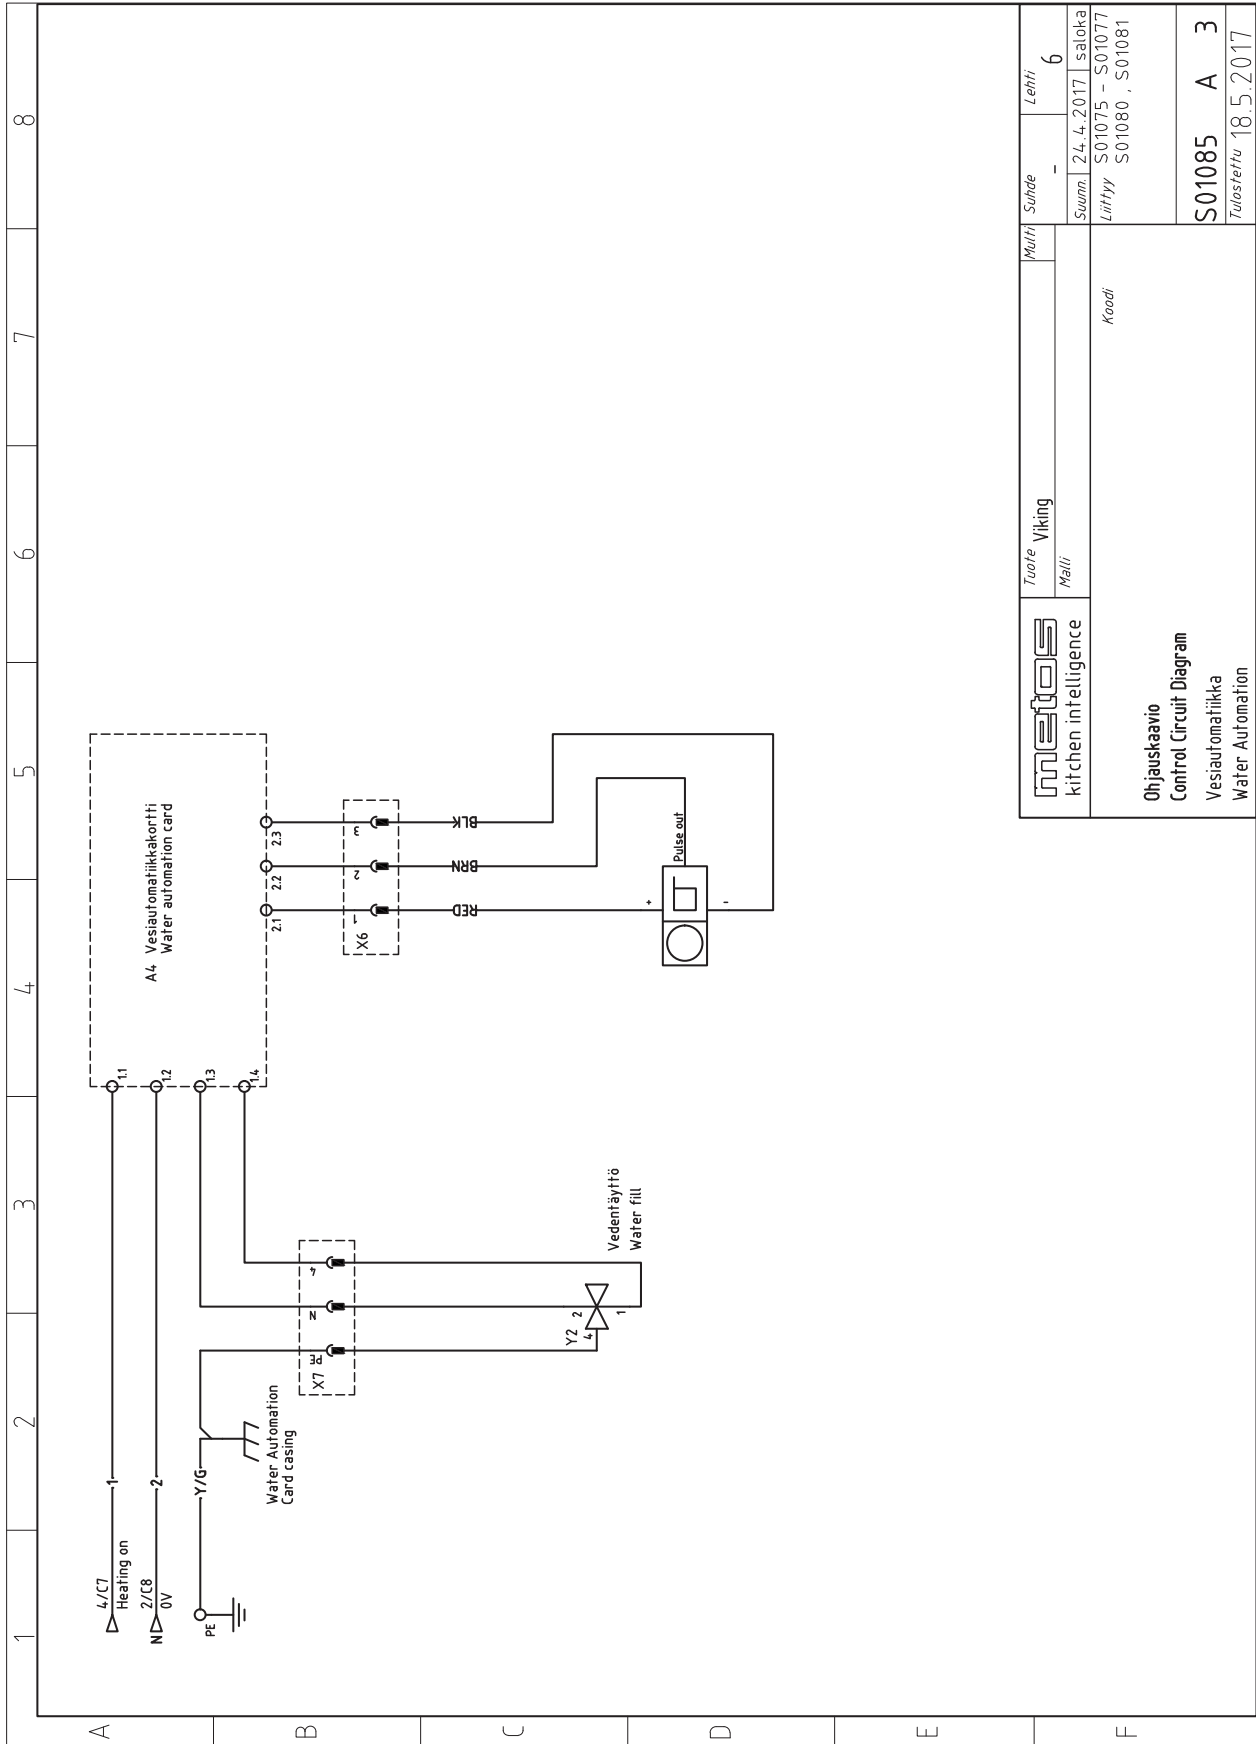 1 2 3 4 5 6 7 8
A
B
C
D
E
F
4/C7
Heating on
1
1.1
N
2/C8
0V
2
1.2
PE
Y/G
Water Automation
Card casing
1.3
1.4
A4 Vesiautomatiikkakortti
Water automation card
2.1
2.2
2.3
X7
PE
N
4
X6
1
2
3
RED
BRN
BLK
Y2
4
2
1
Vedentäyttö
Water fill
+
-
Pulse out
metos
kitchen intelligence
Tuote Viking
Malli
Multi
Suhde
-
Lehti
6
Suunn. 24.4.2017 saloka
Liittyy S01075 - S01077
S01080 , S01081
Koodi
Ohjauskaavio
Control Circuit Diagram
Vesiautomatiikka
Water Automation
S01085 A 3
Tulostettu 18.5.2017